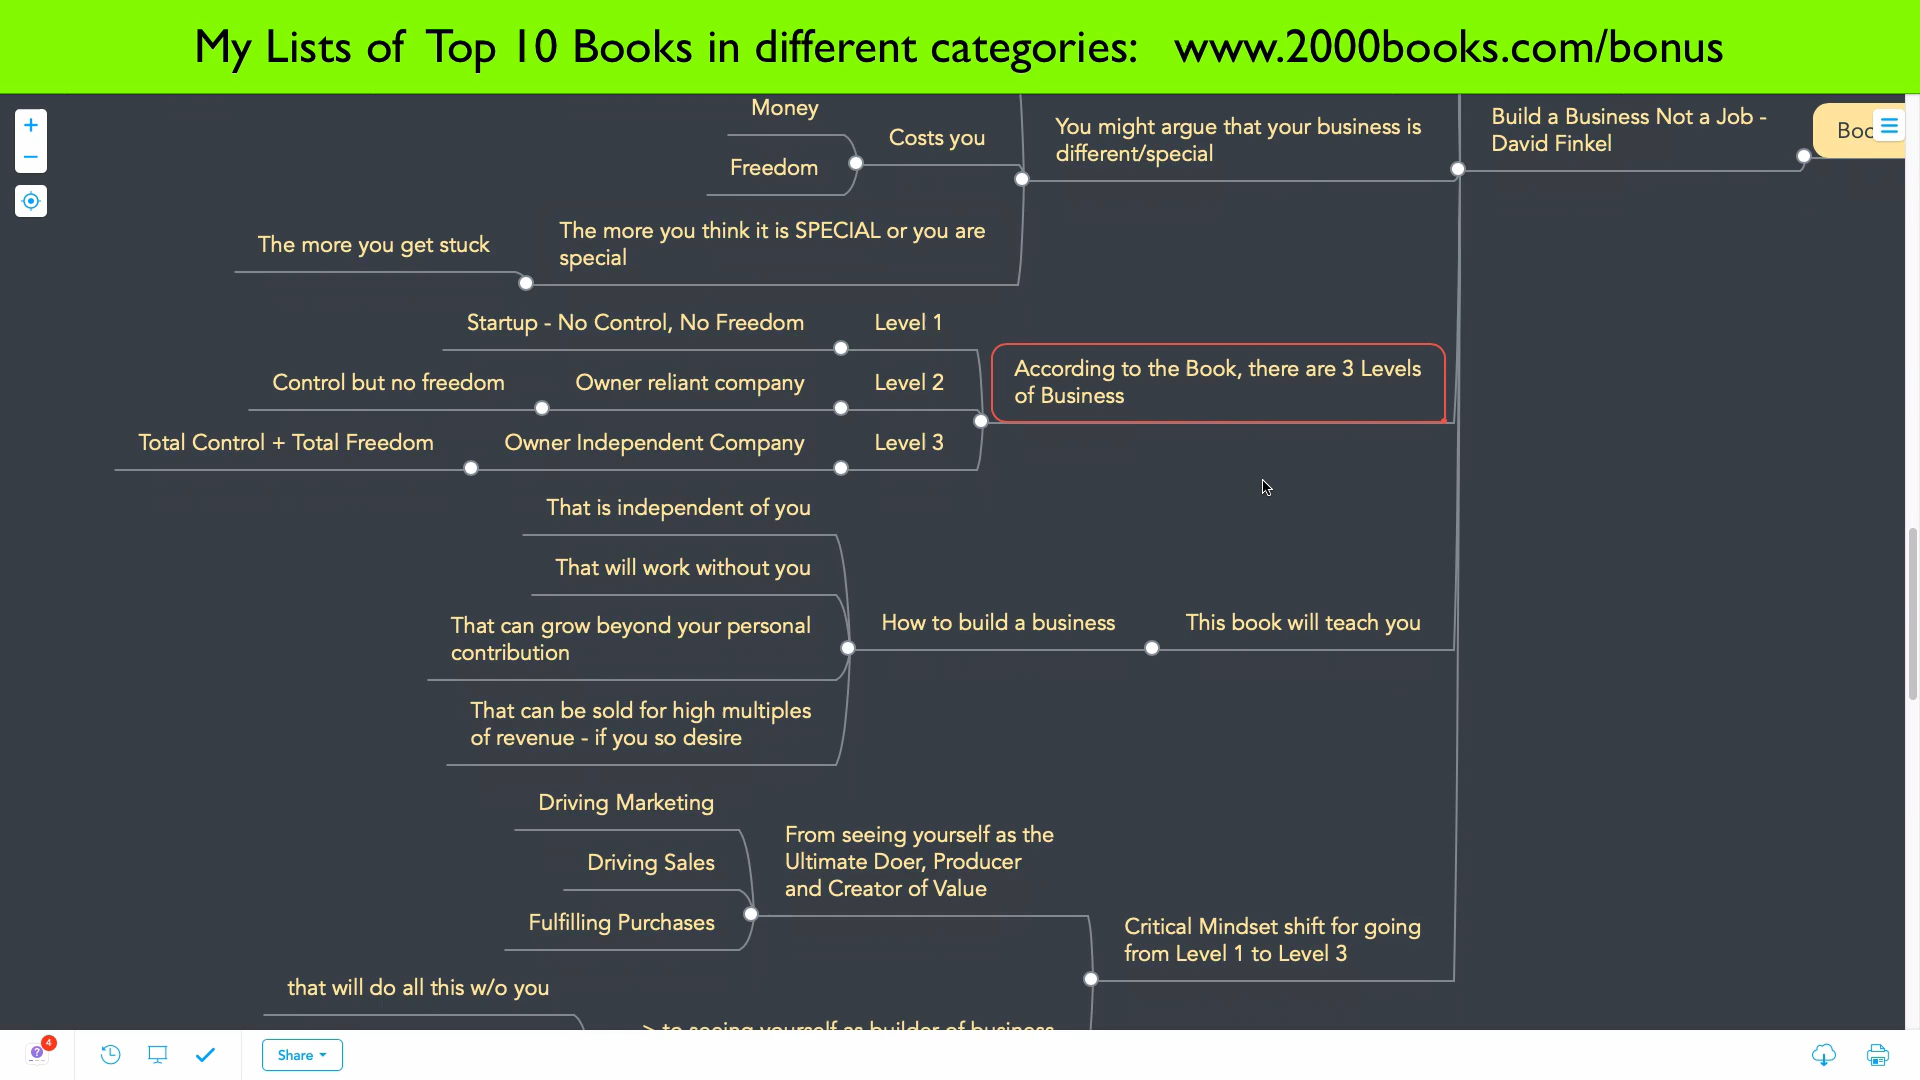 My Lists of Top 10 Books in different categories: www.2000books.com/bonus
Money
Costs you
Freedom
You might argue that your business is
different/special
Build a Business Not a Job -
David Finkel
The more you get stuck
The more you think it is SPECIAL or you are
special
Startup - No Control, No Freedom
Level 1
Control but no freedom
Owner reliant company
Level 2
Total Control + Total Freedom
Owner Independent Company
Level 3
According to the Book, there are 3 Levels
of Business
That is independent of you
That will work without you
That can grow beyond your personal
contribution
That can be sold for high multiples
of revenue - if you so desire
How to build a business
This book will teach you
Driving Marketing
Driving Sales
Fulfilling Purchases
From seeing yourself as the
Ultimate Doer, Producer
and Creator of Value
Critical Mindset shift for going
from Level 1 to Level 3
that will do all this w/o you
> to seeing yourself as builder of business
4
Share